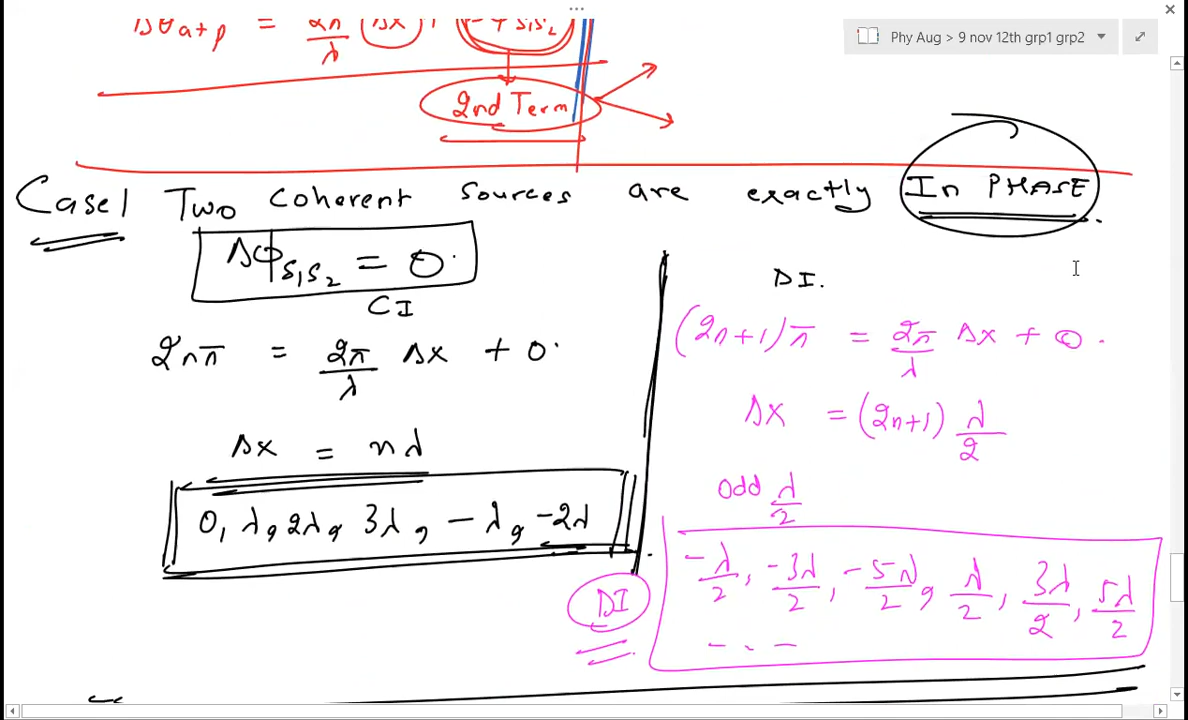 Phy Aug > 9 nov 12th grp1 grp2
2nd Term
Case1 Two coherent sources are exactly In PHASE.
Δϕ_{S₁S₂} = 0.
CI
2nπ = 2π/λ Δx + 0.
Δx = nλ
0, λ, 2λ, 3λ, -λ, -2λ
DI.
(2n+1)π = 2π/λ Δx + 0.
Δx = (2n+1) λ/2
odd λ/2
DI
-λ/2, -3λ/2, -5λ/2, λ/2, 3λ/2, 5λ/2
- . -